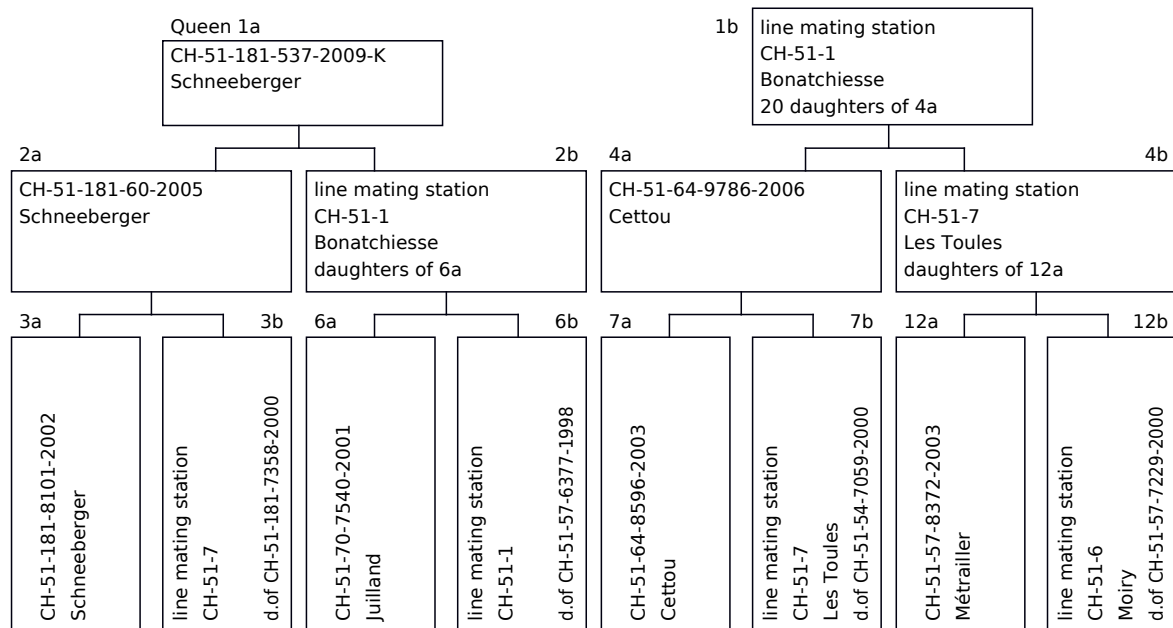 Queen 1a
CH-51-181-537-2009-K
Schneeberger
1b
line mating station
CH-51-1
Bonatchiesse
20 daughters of 4a
2a
CH-51-181-60-2005
Schneeberger
2b
line mating station
CH-51-1
Bonatchiesse
daughters of 6a
4a
CH-51-64-9786-2006
Cettou
4b
line mating station
CH-51-7
Les Toules
daughters of 12a
3a
CH-51-181-8101-2002
Schneeberger
3b
line mating station
CH-51-7
d.of CH-51-181-7358-2000
6a
CH-51-70-7540-2001
Juilland
6b
line mating station
CH-51-1
d.of CH-51-57-6377-1998
7a
CH-51-64-8596-2003
Cettou
7b
line mating station
CH-51-7
Les Toules
d.of CH-51-54-7059-2000
12a
CH-51-57-8372-2003
Métrailler
12b
line mating station
CH-51-6
Moiry
d.of CH-51-57-7229-2000